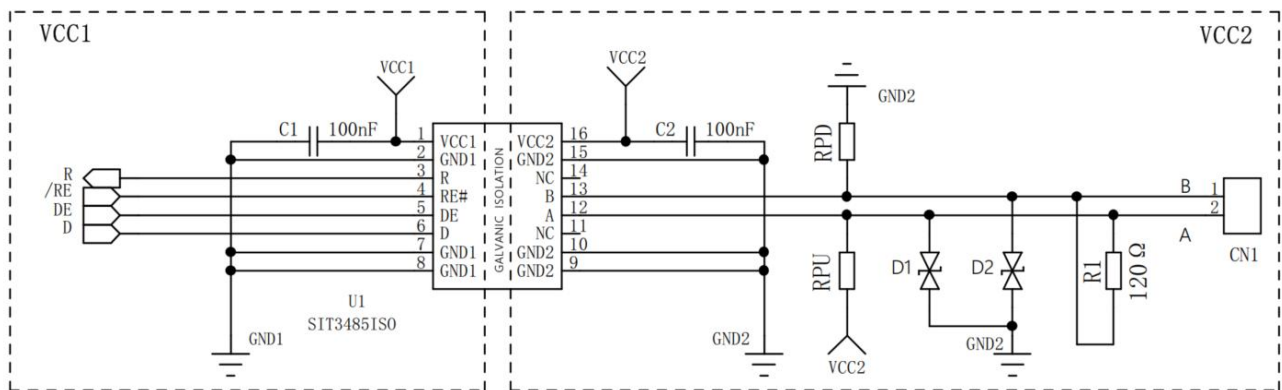 VCC1
VCC2
VCC1
VCC2
GND2
C1
100nF
C2
100nF
RPD
1
VCC1
VCC2
16
2
GND1
GND2
15
R
3
R
NC
14
/RE
4
RE#
B
13
B
1
DE
5
DE
A
12
2
D
6
D
NC
11
A
7
GND1
GND2
10
8
GND1
GND2
9
GALVANIC ISOLATION
RPU
D1
D2
R1
120Ω
CN1
U1
SIT3485ISO
GND1
GND2
GND2
VCC2